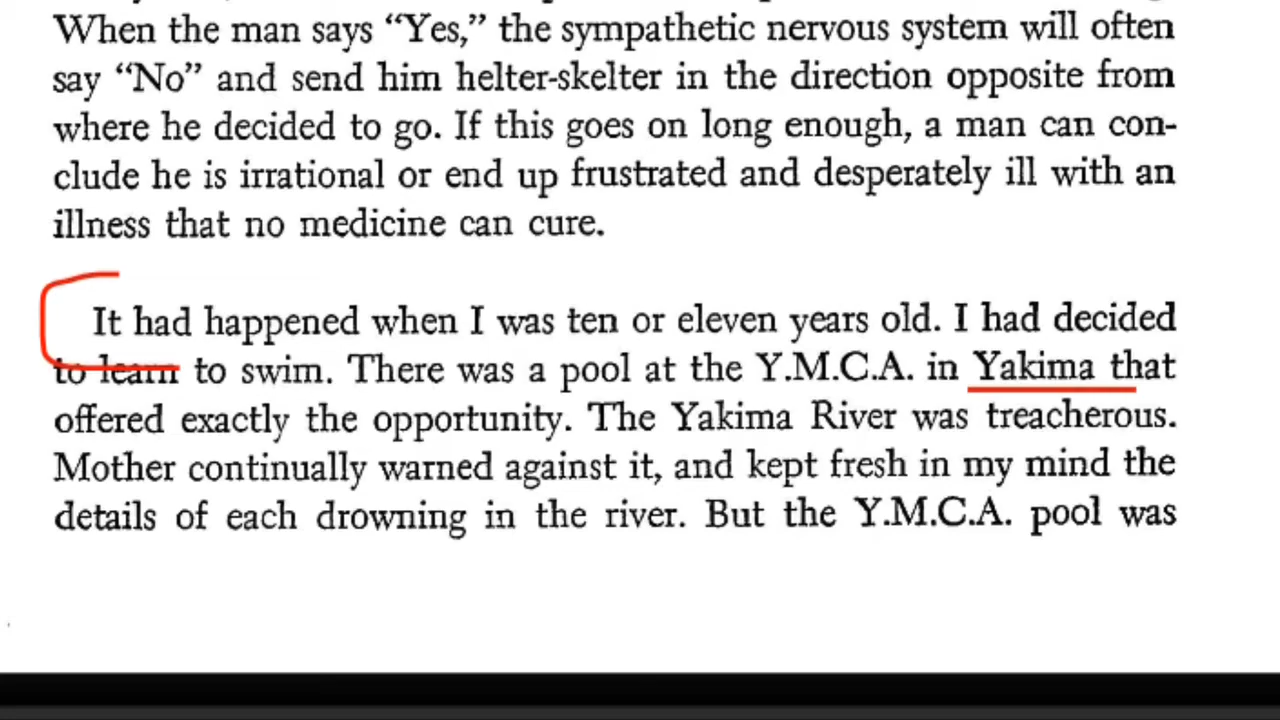 When the man says “Yes,” the sympathetic nervous system will often
say “No” and send him helter-skelter in the direction opposite from
where he decided to go. If this goes on long enough, a man can con-
clude he is irrational or end up frustrated and desperately ill with an
illness that no medicine can cure.
It had happened when I was ten or eleven years old. I had decided
to learn to swim. There was a pool at the Y.M.C.A. in Yakima that
offered exactly the opportunity. The Yakima River was treacherous.
Mother continually warned against it, and kept fresh in my mind the
details of each drowning in the river. But the Y.M.C.A. pool was